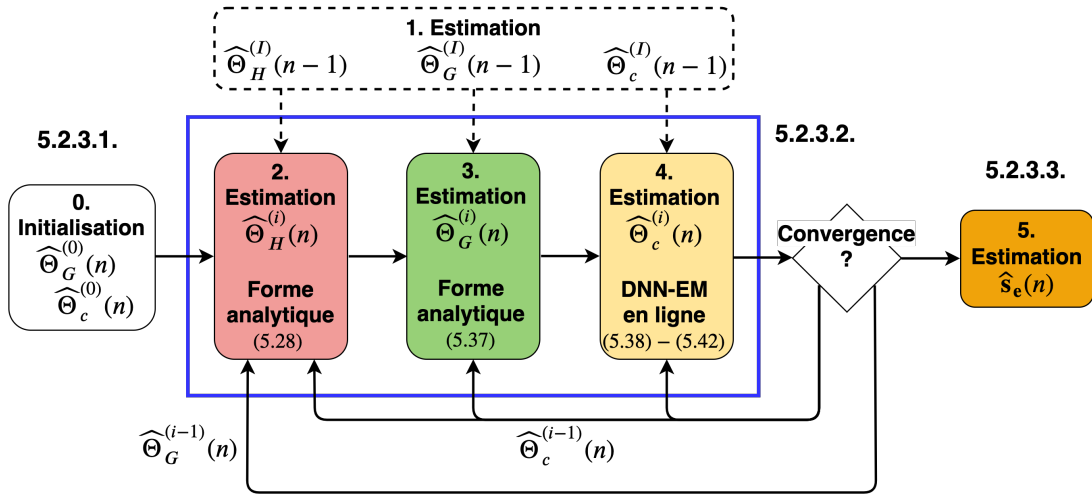 1. Estimation
Θ̂_H^(I)(n − 1) Θ̂_G^(I)(n − 1) Θ̂_c^(I)(n − 1)
5.2.3.1.
5.2.3.2.
5.2.3.3.
0.
Initialisation
Θ̂_G^(0)(n)
Θ̂_c^(0)(n)
2.
Estimation
Θ̂_H^(i)(n)
Forme
analytique
(5.28)
3.
Estimation
Θ̂_G^(i)(n)
Forme
analytique
(5.37)
4.
Estimation
Θ̂_c^(i)(n)
DNN-EM
en ligne
(5.38) − (5.42)
Convergence
?
5.
Estimation
ŝ_e(n)
Θ̂_G^(i−1)(n)
Θ̂_c^(i−1)(n)